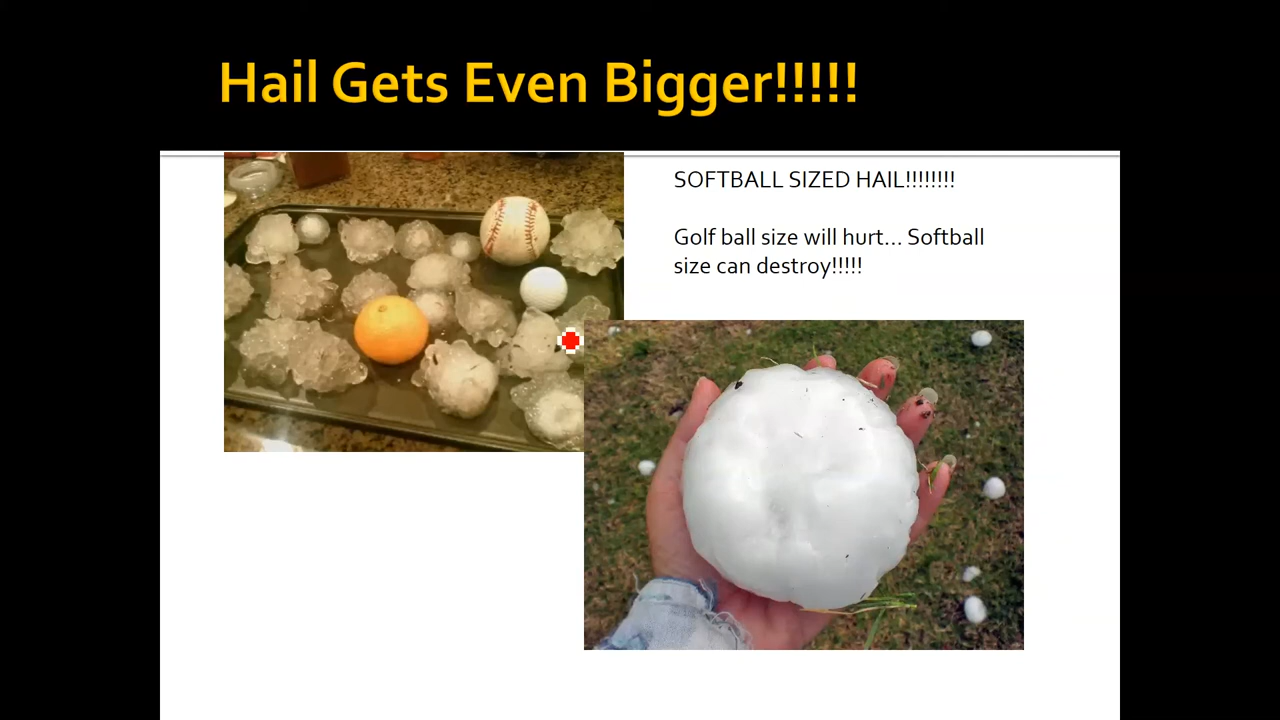 Hail Gets Even Bigger!!!!!
SOFTBALL SIZED HAIL!!!!!!!!
Golf ball size will hurt... Softball
size can destroy!!!!!